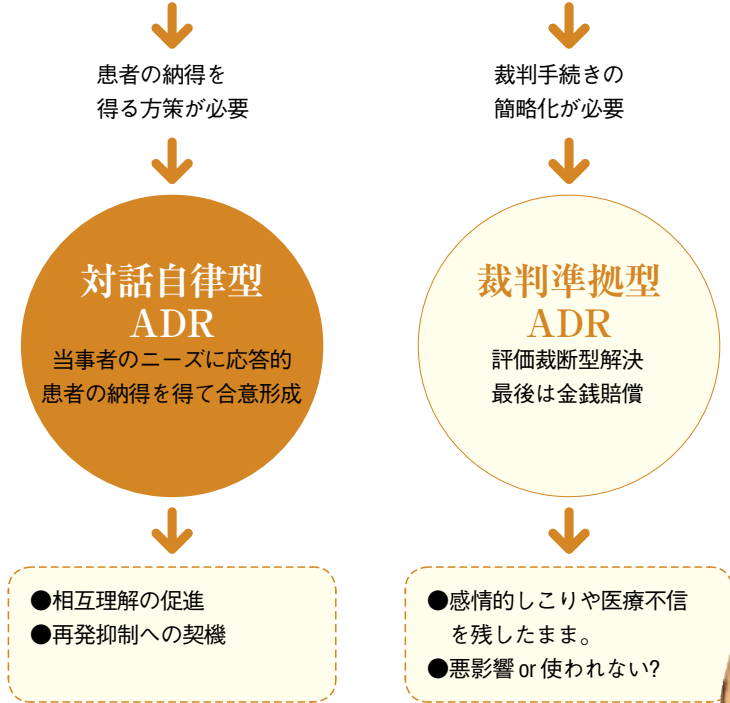 患者の納得を
得る方策が必要
対話自律型
ADR
当事者のニーズに応答的
患者の納得を得て合意形成
●相互理解の促進
●再発抑制への契機
裁判手続きの
簡略化が必要
裁判準拠型
ADR
評価裁断型解決
最後は金銭賠償
●感情的しこりや医療不信
を残したまま。
●悪影響 or 使われない?